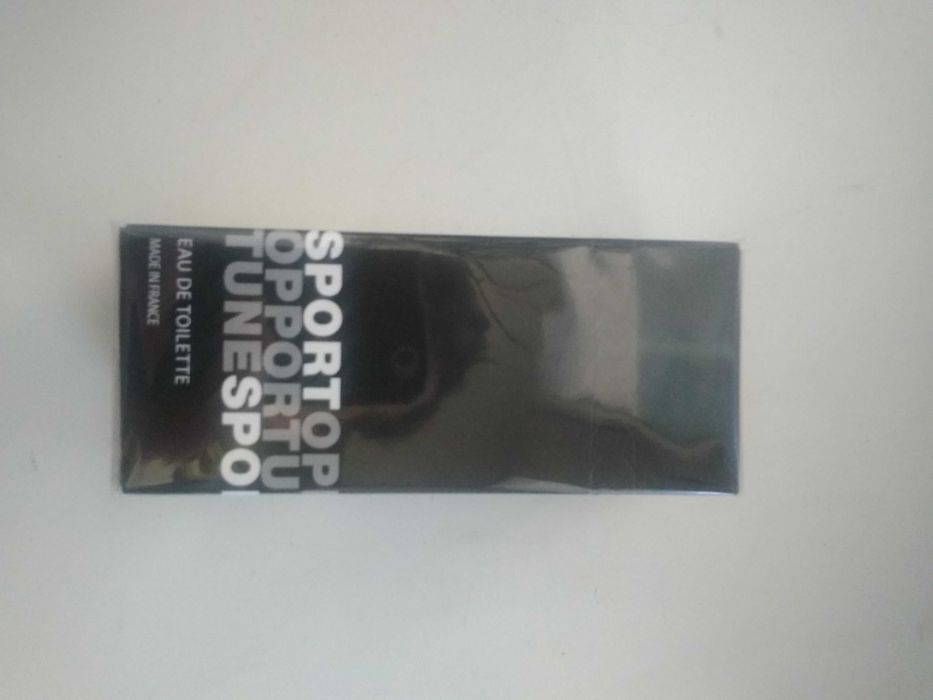 SPORTOP
OPPORTU
TUNESPO
EAU DE TOILETTE
MADE IN FRANCE